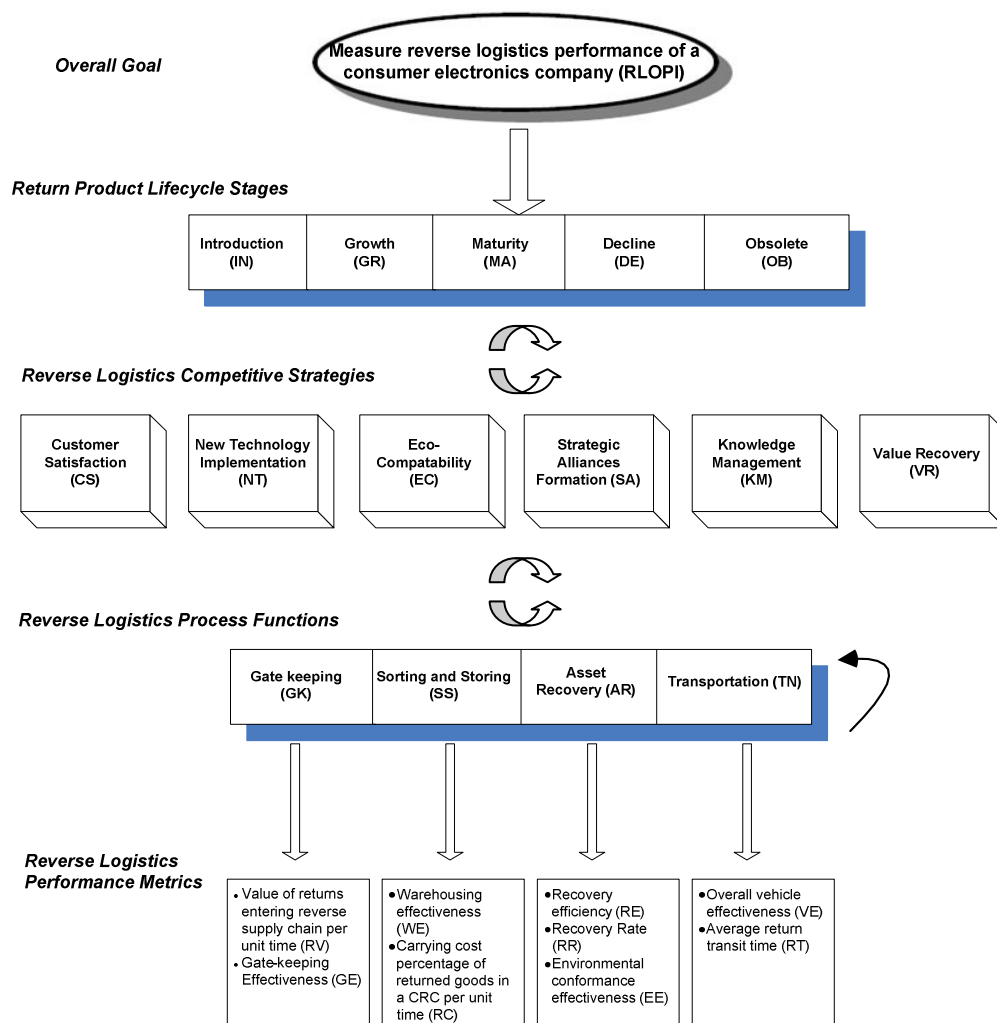 Overall Goal
Measure reverse logistics performance of a
consumer electronics company (RLOPI)
Return Product Lifecycle Stages
Introduction
(IN)
Growth
(GR)
Maturity
(MA)
Decline
(DE)
Obsolete
(OB)
Reverse Logistics Competitive Strategies
Customer
Satisfaction
(CS)
New Technology
Implementation
(NT)
Eco-
Compatability
(EC)
Strategic
Alliances
Formation (SA)
Knowledge
Management
(KM)
Value Recovery
(VR)
Reverse Logistics Process Functions
Gate keeping
(GK)
Sorting and Storing
(SS)
Asset
Recovery (AR)
Transportation (TN)
Reverse Logistics
Performance Metrics
• Value of returns
entering reverse
supply chain per
unit time (RV)
• Gate-keeping
Effectiveness (GE)
●Warehousing
effectiveness
(WE)
●Carrying cost
percentage of
returned goods in
a CRC per unit
time (RC)
●Recovery
efficiency (RE)
●Recovery Rate
(RR)
●Environmental
conformance
effectiveness (EE)
●Overall vehicle
effectiveness (VE)
●Average return
transit time (RT)